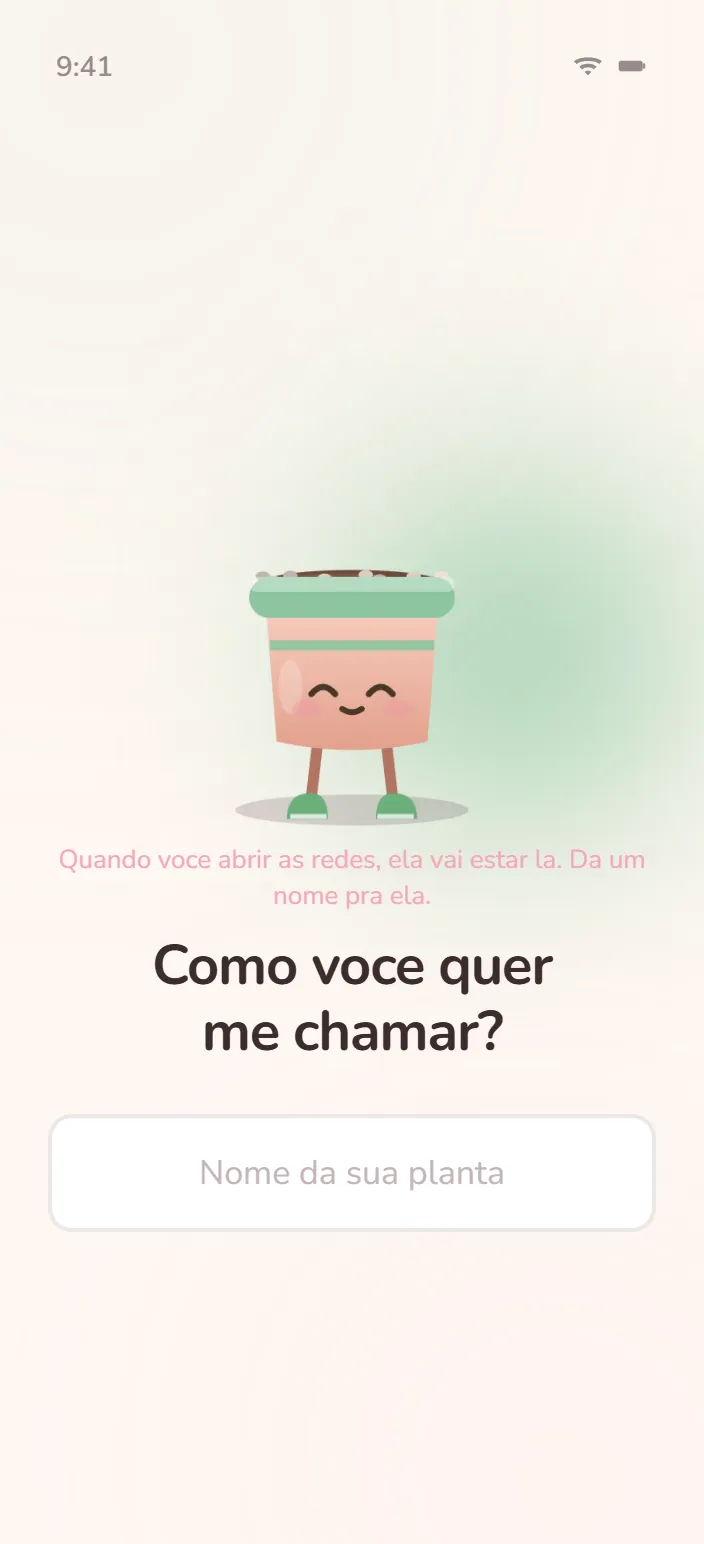 9:41
Quando voce abrir as redes, ela vai estar la. Da um
nome pra ela.
Como voce quer
me chamar?
Nome da sua planta